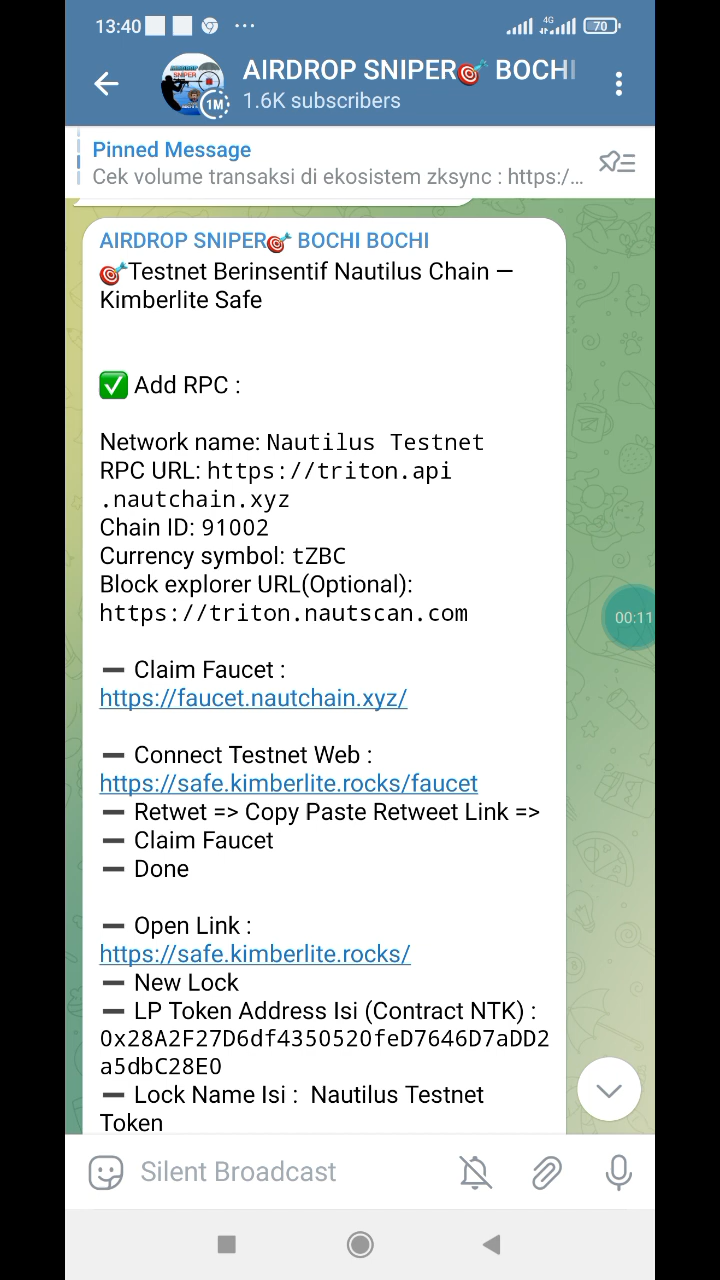 13:40
4G
70
AIRDROP SNIPER🎯 BOCHI
1M
1.6K subscribers
Pinned Message
Cek volume transaksi di ekosistem zksync : https:/...
AIRDROP SNIPER🎯 BOCHI BOCHI
🎯Testnet Berinsentif Nautilus Chain —
Kimberlite Safe
✅ Add RPC :
Network name: Nautilus Testnet
RPC URL: https://triton.api
.nautchain.xyz
Chain ID: 91002
Currency symbol: tZBC
Block explorer URL(Optional):
https://triton.nautscan.com
➖ Claim Faucet :
https://faucet.nautchain.xyz/
➖ Connect Testnet Web :
https://safe.kimberlite.rocks/faucet
➖ Retwet => Copy Paste Retweet Link =>
➖ Claim Faucet
➖ Done
➖ Open Link :
https://safe.kimberlite.rocks/
➖ New Lock
➖ LP Token Address Isi (Contract NTK) :
0x28A2F27D6df4350520feD7646D7aDD2
a5dbC28E0
➖ Lock Name Isi :  Nautilus Testnet
Token
00:11
Silent Broadcast